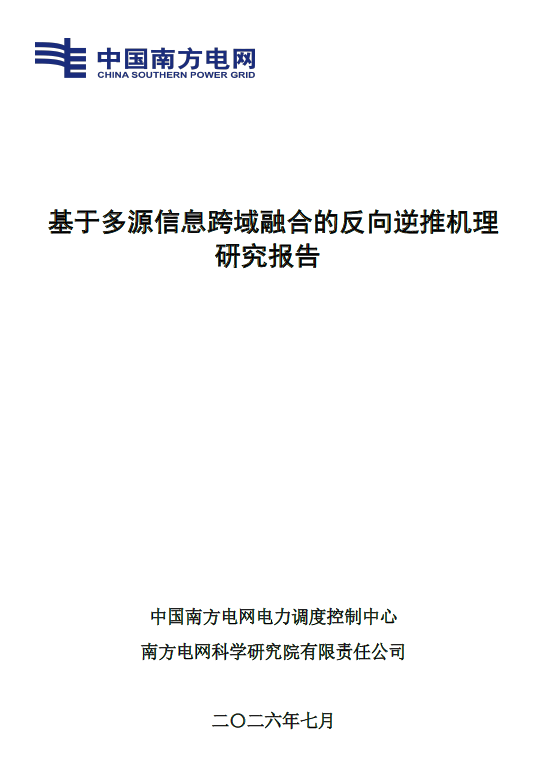 中国南方电网
CHINA SOUTHERN POWER GRID
基于多源信息跨域融合的反向逆推机理
研究报告
中国南方电网电力调度控制中心
南方电网科学研究院有限责任公司
二〇二六年七月